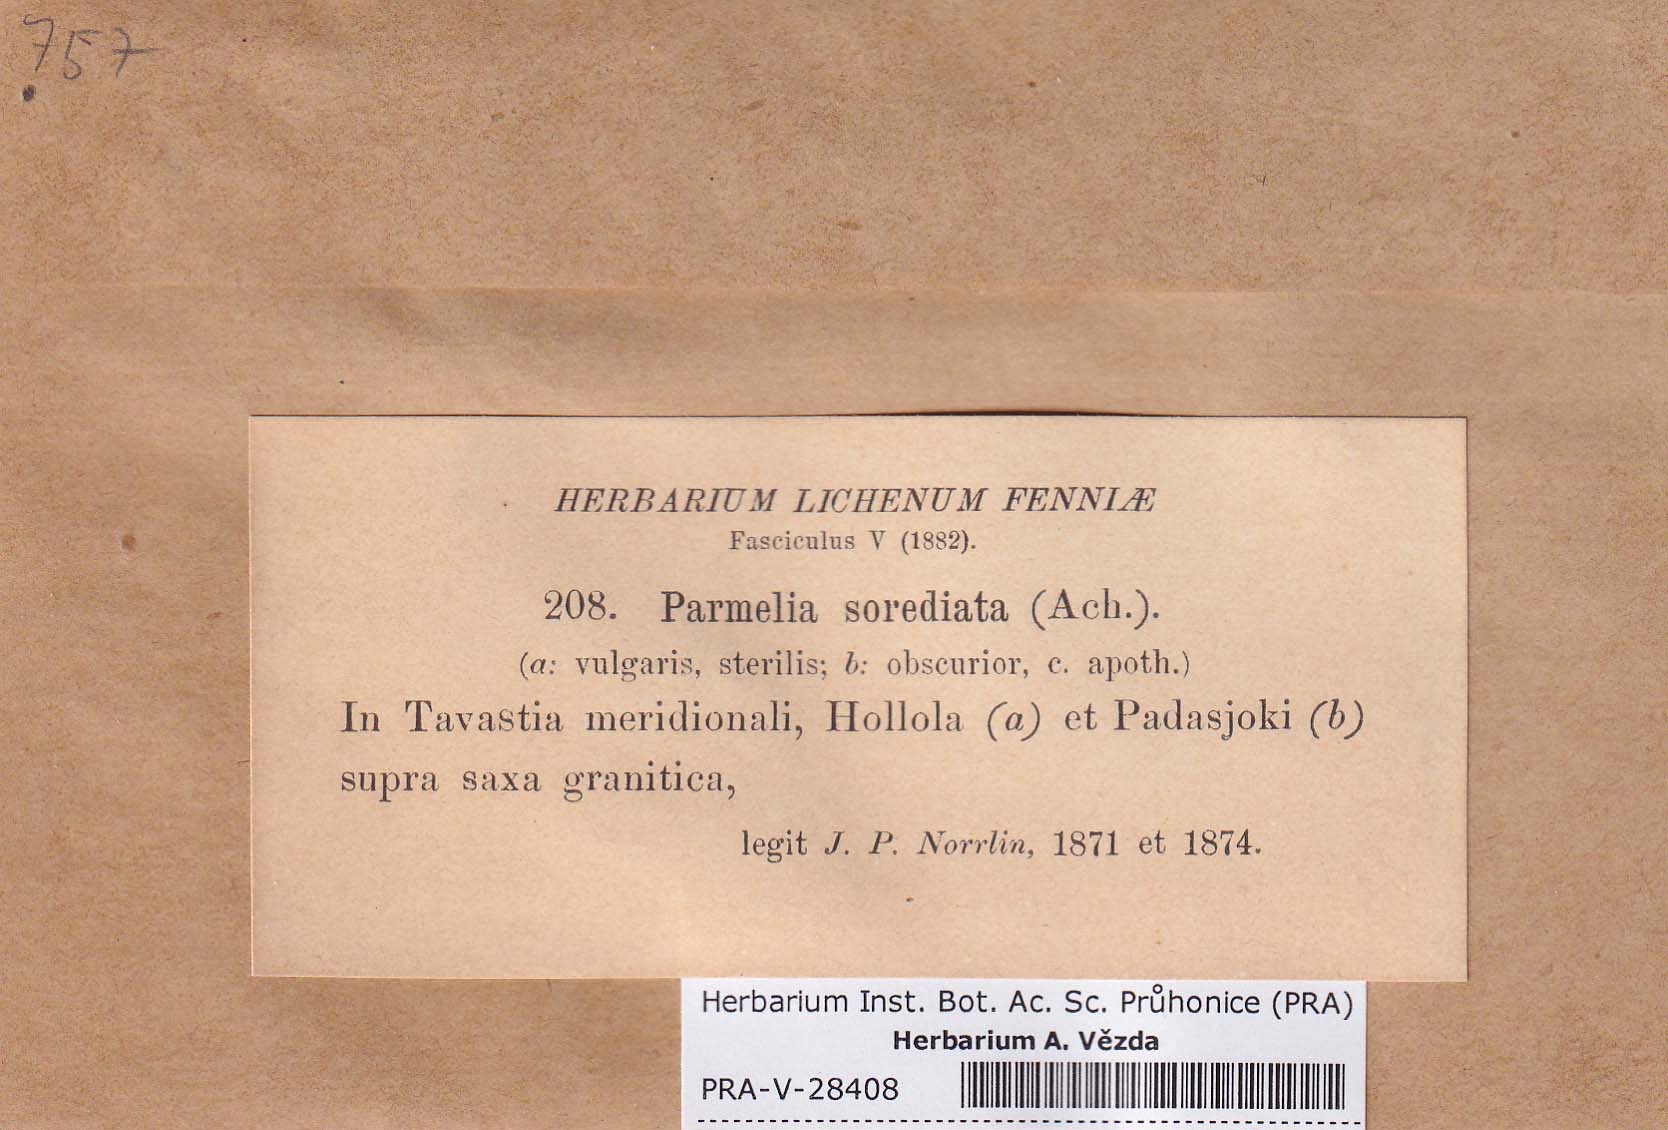 757
HERBARIUM LICHENUM FENNIÆ
Fasciculus V (1882).
208. Parmelia sorediata (Ach.).
(a: vulgaris, sterilis; b: obscurior, c. apoth.)
In Tavastia meridionali, Hollola (a) et Padasjoki (b)
supra saxa granitica,
legit J. P. Norrlin, 1871 et 1874.
Herbarium Inst. Bot. Ac. Sc. Průhonice (PRA)
Herbarium A. Vězda
PRA-V-28408